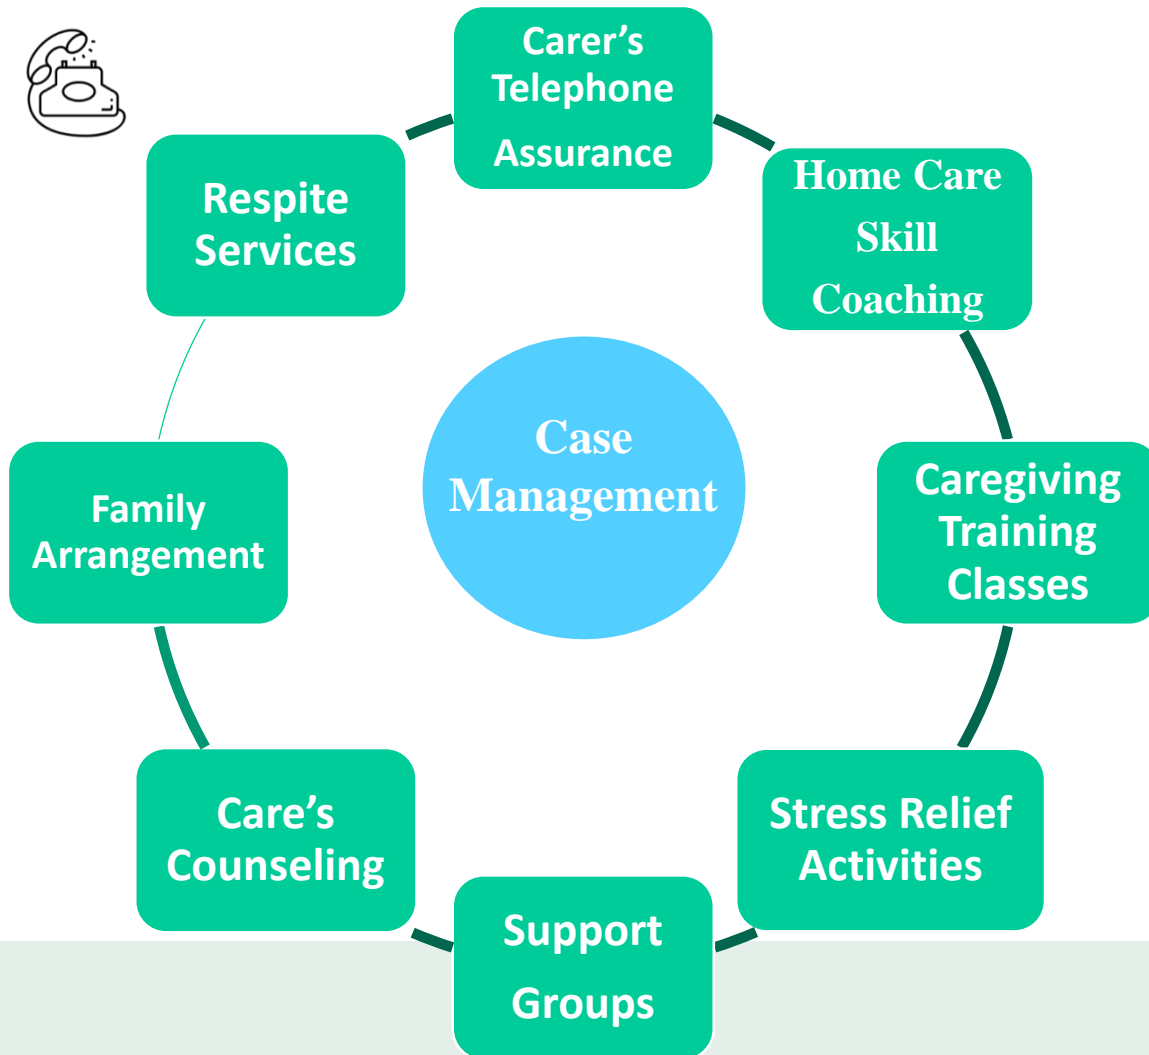 Carer’s
Telephone
Assurance
Home Care
Skill
Coaching
Caregiving
Training
Classes
Stress Relief
Activities
Support
Groups
Care’s
Counseling
Family
Arrangement
Respite
Services
Case
Management